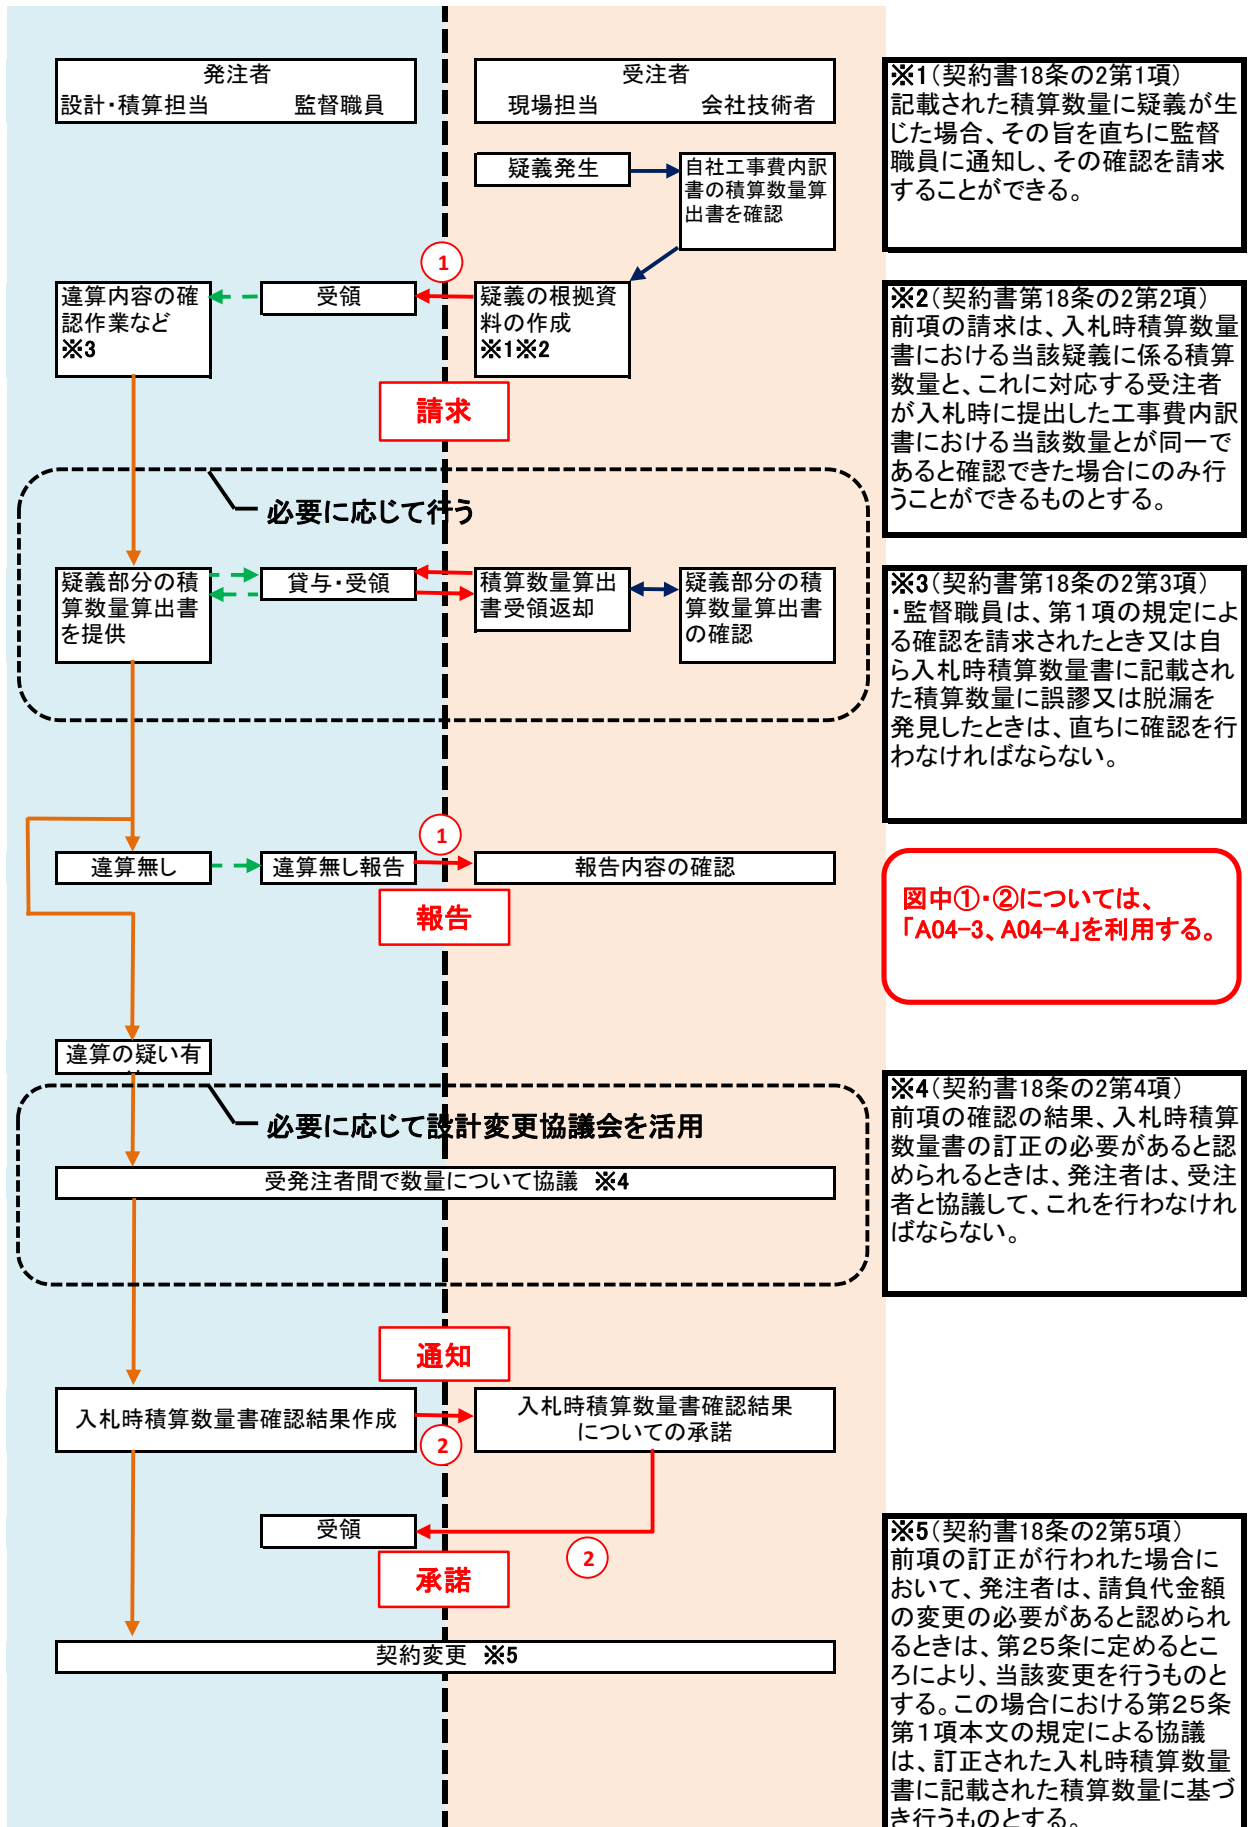 発注者
設計・積算担当　監督職員
受注者
現場担当　会社技術者
疑義発生
自社工事費内訳
書の積算数量算
出書を確認
1
違算内容の確
認作業など
※3
受領
疑義の根拠資
料の作成
※1※2
請求
必要に応じて行う
疑義部分の積
算数量算出書
を提供
貸与・受領
積算数量算出
書受領返却
疑義部分の積
算数量算出書
の確認
1
違算無し
違算無し報告
報告内容の確認
報告
違算の疑い有
必要に応じて設計変更協議会を活用
受発注者間で数量について協議 ※4
通知
入札時積算数量書確認結果作成
2
入札時積算数量書確認結果
についての承諾
受領
2
承諾
契約変更 ※5
※1(契約書18条の2第1項)
記載された積算数量に疑義が生
じた場合、その旨を直ちに監督
職員に通知し、その確認を請求
することができる。
※2(契約書第18条の2第2項)
前項の請求は、入札時積算数量
書における当該疑義に係る積算
数量と、これに対応する受注者
が入札時に提出した工事費内訳
書における当該数量とが同一で
あると確認できた場合にのみ行
うことができるものとする。
※3(契約書第18条の2第3項)
・監督職員は、第1項の規定によ
る確認を請求されたとき又は自
ら入札時積算数量書に記載され
た積算数量に誤謬又は脱漏を
発見したときは、直ちに確認を行
わなければならない。
図中①・②については、
「A04-3、A04-4」を利用する。
※4(契約書18条の2第4項)
前項の確認の結果、入札時積算
数量書の訂正の必要があると認
められるときは、発注者は、受注
者と協議して、これを行わなけれ
ばならない。
※5(契約書18条の2第5項)
前項の訂正が行われた場合に
おいて、発注者は、請負代金額
の変更の必要があると認められ
るときは、第25条に定めるとこ
ろにより、当該変更を行うものと
する。この場合における第25条
第1項本文の規定による協議
は、訂正された入札時積算数量
書に記載された積算数量に基づ
き行うものとする。